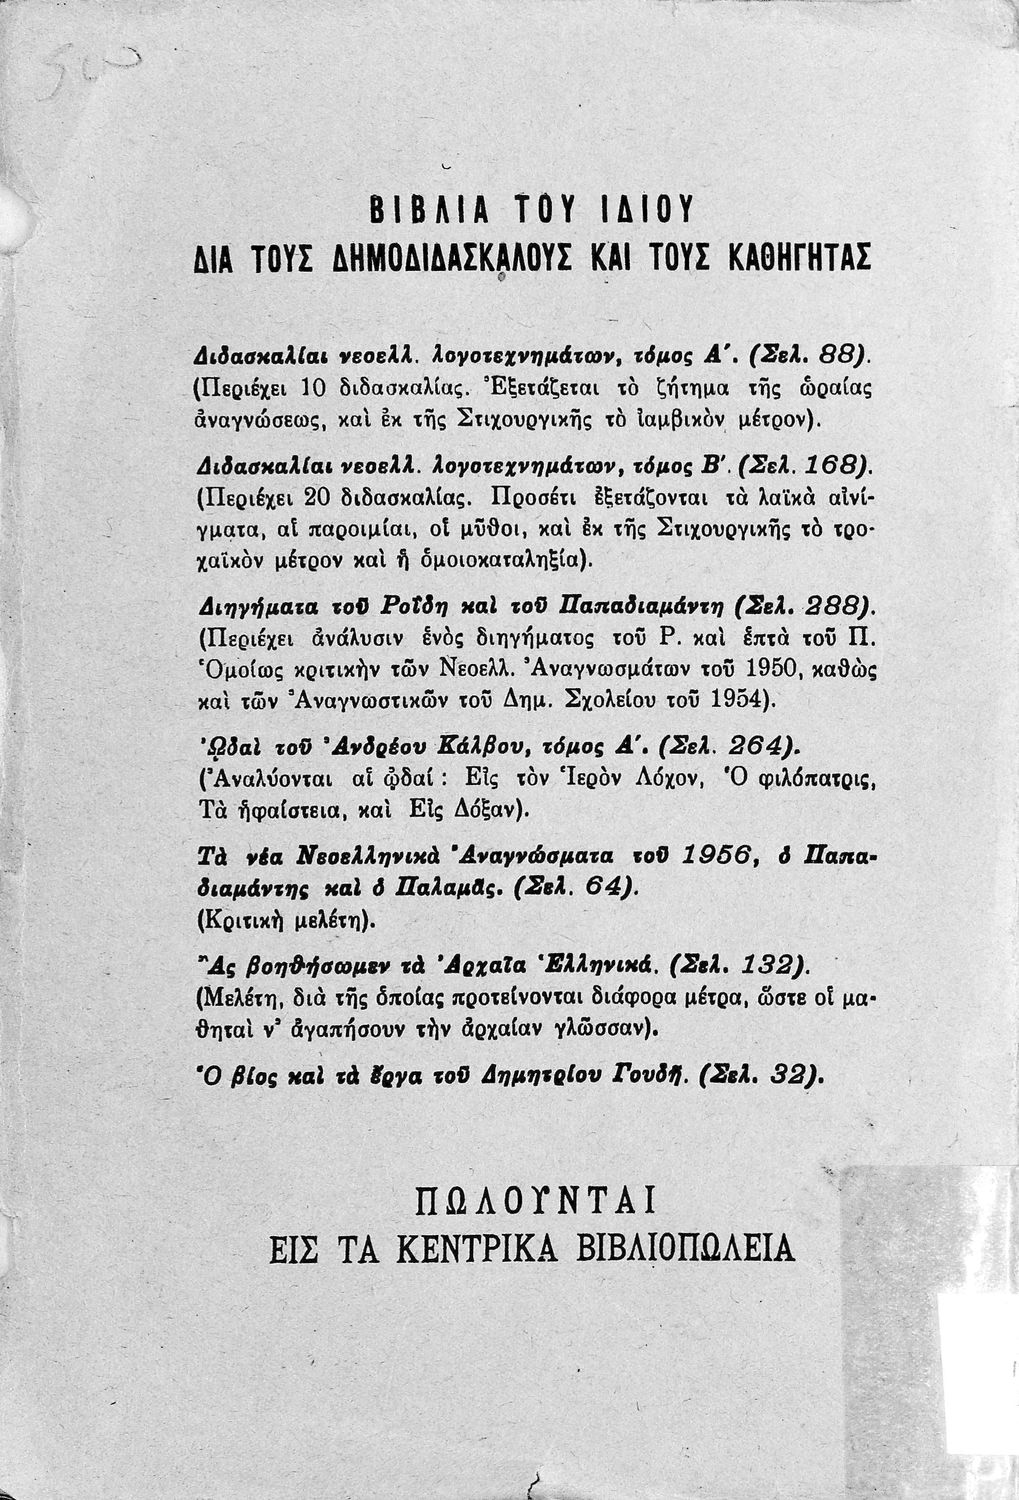 ΒΙΒΛΙΑ ΤΟΥ ΙΔΙΟΥ
ΔΙΑ ΤΟΥΣ ΔΗΜΟΔΙΔΑΣΚΑΛΟΥΣ ΚΑΙ ΤΟΥΣ ΚΑΘΗΓΗΤΑΣ
Διδασκαλίαι νεοελλ. λογοτεχνημάτων, τόμος Α΄. (Σελ. 88).
(Περιέχει 10 διδασκαλίας. Ἐξετάζεται τὸ ζήτημα τῆς ὡραίας
ἀναγνώσεως, καὶ ἐκ τῆς Στιχουργικῆς τὸ ἰαμβικὸν μέτρον).
Διδασκαλίαι νεοελλ. λογοτεχνημάτων, τόμος Β΄. (Σελ. 168).
(Περιέχει 20 διδασκαλίας. Προσέτι ἐξετάζονται τὰ λαϊκὰ αἰνί-
γματα, αἱ παροιμίαι, οἱ μῦθοι, καὶ ἐκ τῆς Στιχουργικῆς τὸ τρο-
χαϊκὸν μέτρον καὶ ἡ ὁμοιοκαταληξία).
Διηγήματα τοῦ Ροΐδη καὶ τοῦ Παπαδιαμάντη (Σελ. 288).
(Περιέχει ἀνάλυσιν ἑνὸς διηγήματος τοῦ Ρ. καὶ ἑπτὰ τοῦ Π.
Ὁμοίως κριτικὴν τῶν Νεοελλ. Ἀναγνωσμάτων τοῦ 1950, καθὼς
καὶ τῶν Ἀναγνωστικῶν τοῦ Δημ. Σχολείου τοῦ 1954).
ᾨδαὶ τοῦ Ἀνδρέου Κάλβου, τόμος Α΄. (Σελ. 264).
(Ἀναλύονται αἱ ᾠδαί : Εἰς τὸν Ἱερὸν Λόχον, Ὁ φιλόπατρις,
Τὰ ἡφαίστεια, καὶ Εἰς Δόξαν).
Τὰ νέα Νεοελληνικὰ Ἀναγνώσματα τοῦ 1956, ὁ Παπα-
διαμάντης καὶ ὁ Παλαμᾶς. (Σελ. 64).
(Κριτικὴ μελέτη).
Ἂς βοηθήσωμεν τὰ Ἀρχαῖα Ἑλληνικά. (Σελ. 132).
(Μελέτη, διὰ τῆς ὁποίας προτείνονται διάφορα μέτρα, ὥστε οἱ μα-
θηταὶ ν' ἀγαπήσουν τὴν ἀρχαίαν γλῶσσαν).
Ὁ βίος καὶ τὰ ἔργα τοῦ Δημητρίου Γουδῆ. (Σελ. 32).
ΠΩΛΟΥΝΤΑΙ
ΕΙΣ ΤΑ ΚΕΝΤΡΙΚΑ ΒΙΒΛΙΟΠΩΛΕΙΑ